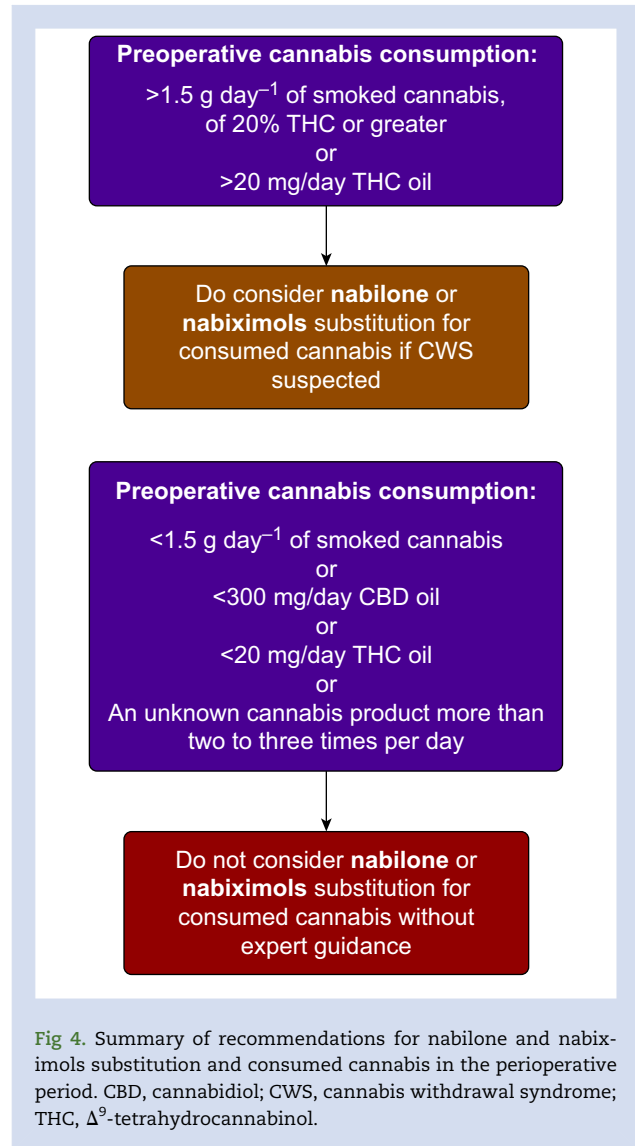 Preoperative cannabis consumption:
>1.5 g day⁻¹ of smoked cannabis,
of 20% THC or greater
or
>20 mg/day THC oil
Do consider nabilone or
nabiximols substitution for
consumed cannabis if CWS
suspected
Preoperative cannabis consumption:
<1.5 g day⁻¹ of smoked cannabis
or
<300 mg/day CBD oil
or
<20 mg/day THC oil
or
An unknown cannabis product more than
two to three times per day
Do not consider nabilone or
nabiximols substitution for
consumed cannabis without
expert guidance
Fig 4. Summary of recommendations for nabilone and nabix-
imols substitution and consumed cannabis in the perioperative
period. CBD, cannabidiol; CWS, cannabis withdrawal syndrome;
THC, Δ⁹-tetrahydrocannabinol.